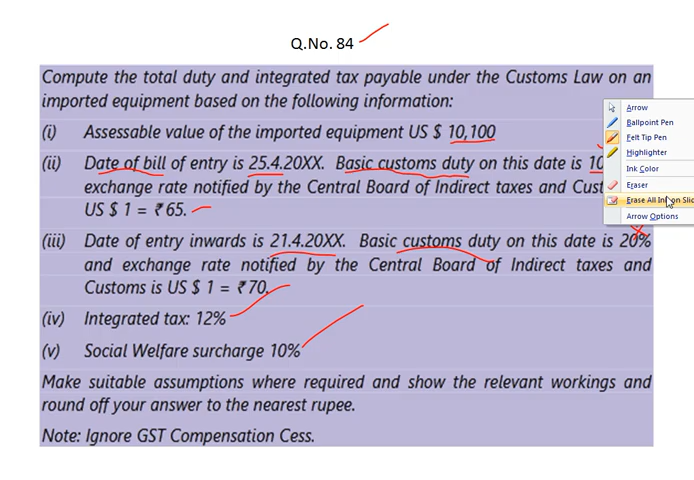 Q.No. 84
Compute the total duty and integrated tax payable under the Customs Law on an
imported equipment based on the following information:
(i) Assessable value of the imported equipment US $ 10,100
(ii) Date of bill of entry is 25.4.20XX. Basic customs duty on this date is 10
exchange rate notified by the Central Board of Indirect taxes and Cust
US $ 1 = ₹ 65.
(iii) Date of entry inwards is 21.4.20XX. Basic customs duty on this date is 20%
and exchange rate notified by the Central Board of Indirect taxes and
Customs is US $ 1 = ₹ 70.
(iv) Integrated tax: 12%
(v) Social Welfare surcharge 10%
Make suitable assumptions where required and show the relevant workings and
round off your answer to the nearest rupee.
Note: Ignore GST Compensation Cess.
Arrow
Ballpoint Pen
Felt Tip Pen
Highlighter
Ink Color
Eraser
Erase All Ink on Slid
Arrow Options